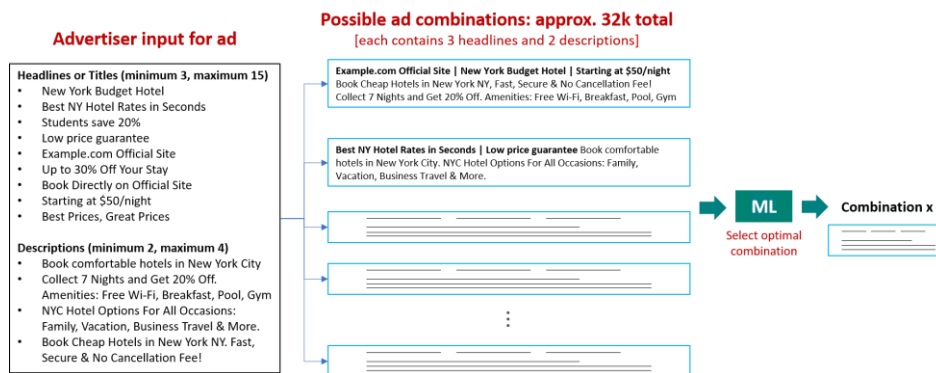 Advertiser input for ad
Headlines or Titles (minimum 3, maximum 15)
• New York Budget Hotel
• Best NY Hotel Rates in Seconds
• Students save 20%
• Low price guarantee
• Example.com Official Site
• Up to 30% Off Your Stay
• Book Directly on Official Site
• Starting at $50/night
• Best Prices, Great Prices
Descriptions (minimum 2, maximum 4)
• Book comfortable hotels in New York City
• Collect 7 Nights and Get 20% Off.
Amenities: Free Wi-Fi, Breakfast, Pool, Gym
• NYC Hotel Options For All Occasions:
Family, Vacation, Business Travel & More.
• Book Cheap Hotels in New York NY. Fast,
Secure & No Cancellation Fee!
Possible ad combinations: approx. 32k total
[each contains 3 headlines and 2 descriptions]
Example.com Official Site | New York Budget Hotel | Starting at $50/night
Book Cheap Hotels in New York NY, Fast, Secure & No Cancellation Fee!
Collect 7 Nights and Get 20% Off. Amenities: Free Wi-Fi, Breakfast, Pool, Gym
Best NY Hotel Rates in Seconds | Low price guarantee Book comfortable
hotels in New York City. NYC Hotel Options For All Occasions: Family,
Vacation, Business Travel & More.
ML
Select optimal
combination
Combination x